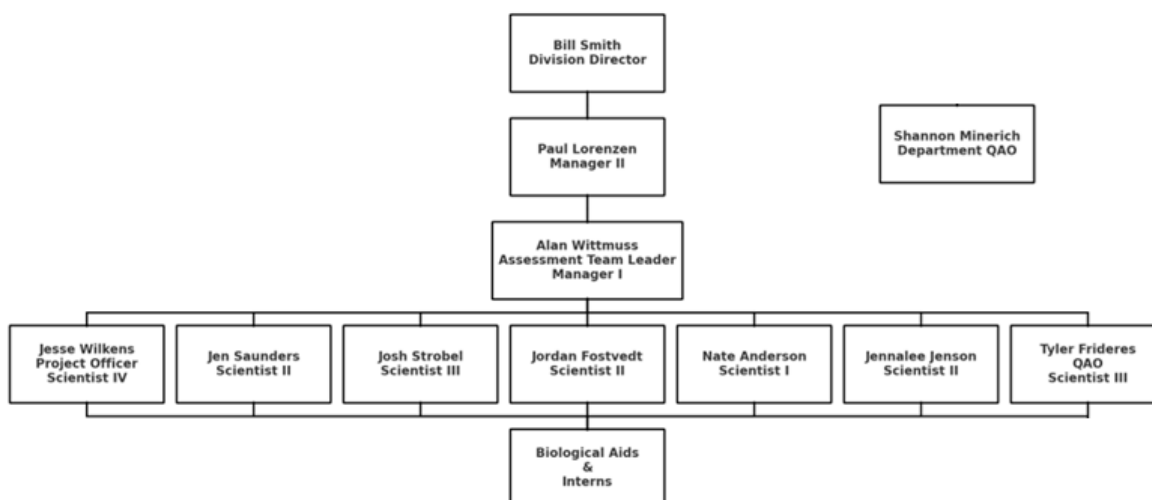 Bill Smith
Division Director
Shannon Minerich
Department QAO
Paul Lorenzen
Manager II
Alan Wittmuss
Assessment Team Leader
Manager I
Jesse Wilkens
Project Officer
Scientist IV
Jen Saunders
Scientist II
Josh Strobel
Scientist III
Jordan Fostvedt
Scientist II
Nate Anderson
Scientist I
Jennalee Jenson
Scientist II
Tyler Frideres
QAO
Scientist III
Biological Aids
&
Interns